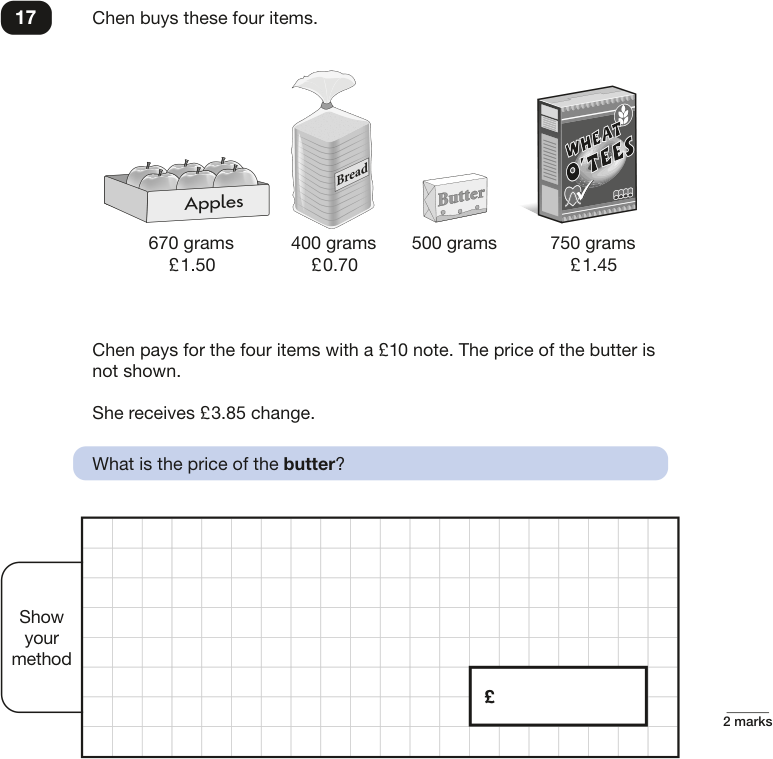 17
Chen buys these four items.
Apples
Bread
Butter
WHEAT
O'TEES
670 grams 400 grams 500 grams 750 grams
£1.50 £0.70 £1.45
Chen pays for the four items with a £10 note. The price of the butter is
not shown.
She receives £3.85 change.
What is the price of the butter?
Show
your
method
£
2 marks